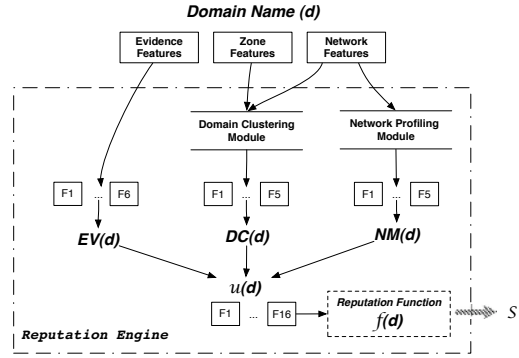 Domain Name (d)
Evidence
Features
Zone
Features
Network
Features
Domain Clustering
Module
Network Profiling
Module
F1 ... F6
F1 ... F5
F1 ... F5
EV(d)
DC(d)
NM(d)
u(d)
F1 ... F16
Reputation Function
f(d)
S
Reputation Engine